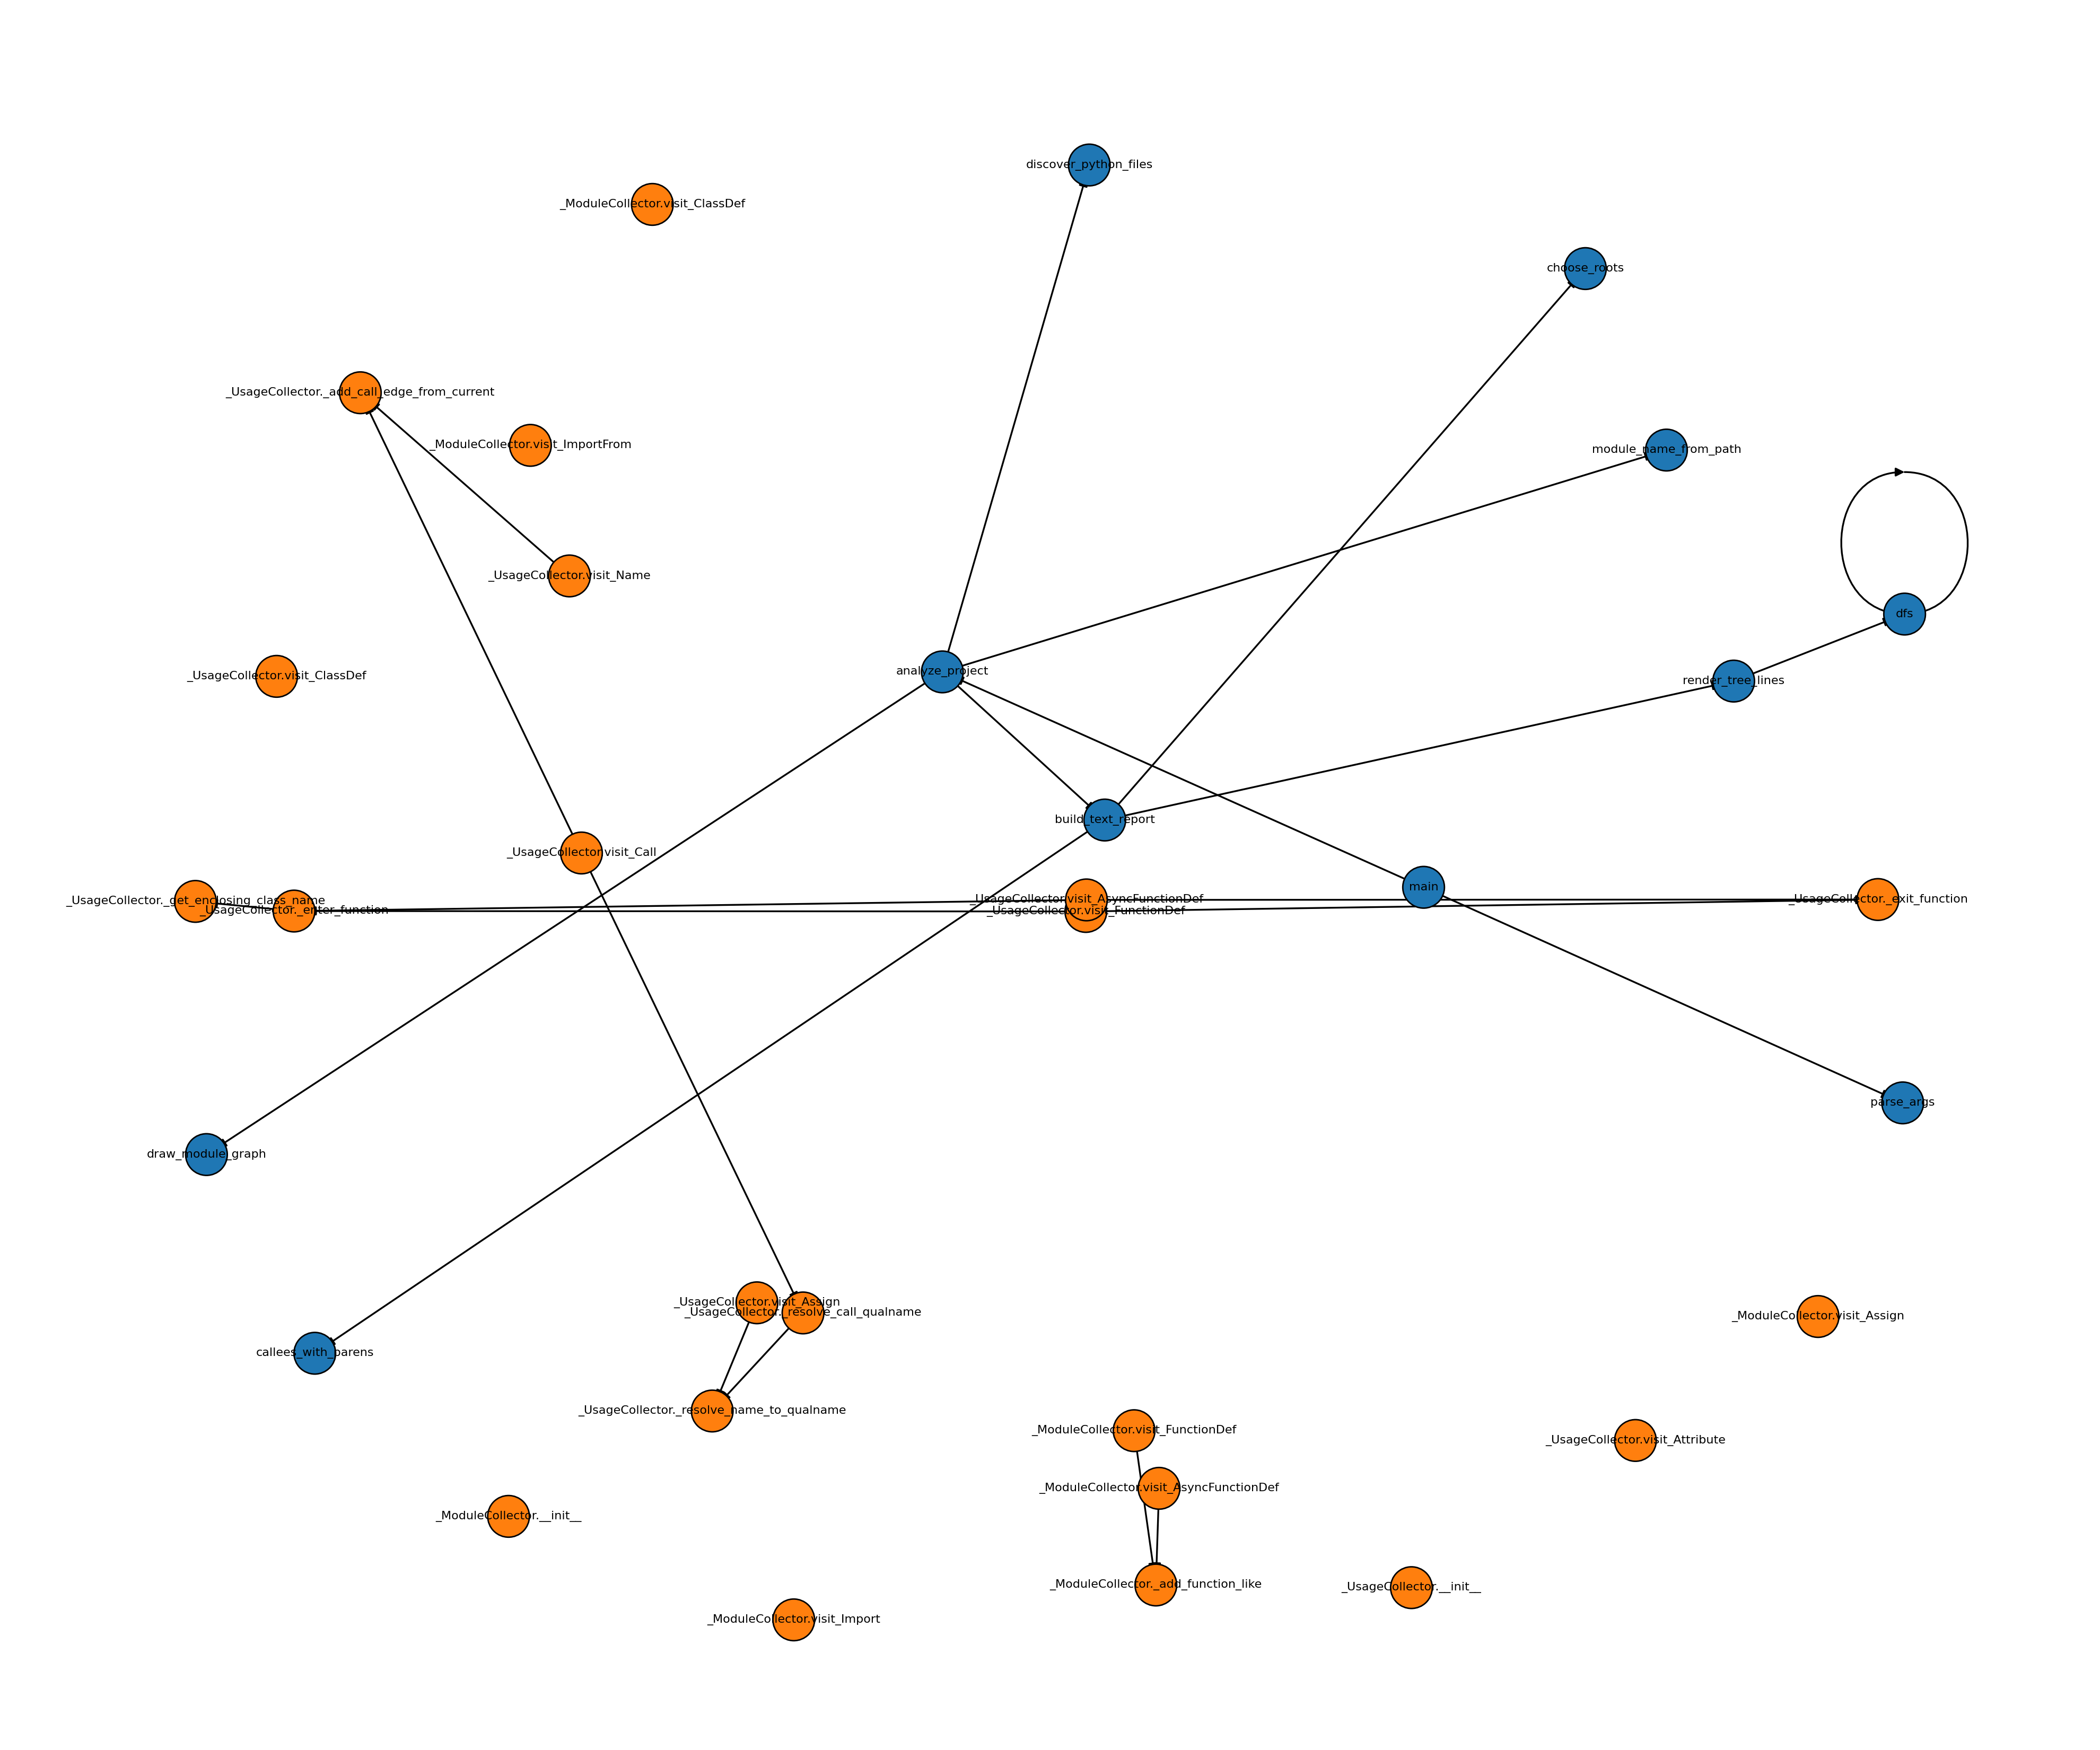 discover_python_files
_ModuleCollector.visit_ClassDef
choose_roots
_UsageCollector._add_call_edge_from_current
_ModuleCollector.visit_ImportFrom
module_name_from_path
_UsageCollector.visit_Name
dfs
analyze_project
_UsageCollector.visit_ClassDef
render_tree_lines
build_text_report
_UsageCollector.visit_Call
main
_UsageCollector._get_enclosing_class_name
_UsageCollector.visit_AsyncFunctionDef
_UsageCollector._exit_function
_UsageCollector._enter_function
_UsageCollector.visit_FunctionDef
parse_args
draw_module_graph
_UsageCollector.visit_Assign
_UsageCollector._resolve_call_qualname
_ModuleCollector.visit_Assign
callees_with_parens
_UsageCollector._resolve_name_to_qualname
_ModuleCollector.visit_FunctionDef
_UsageCollector.visit_Attribute
_ModuleCollector.visit_AsyncFunctionDef
_ModuleCollector.__init__
_ModuleCollector._add_function_like
_UsageCollector.__init__
_ModuleCollector.visit_Import